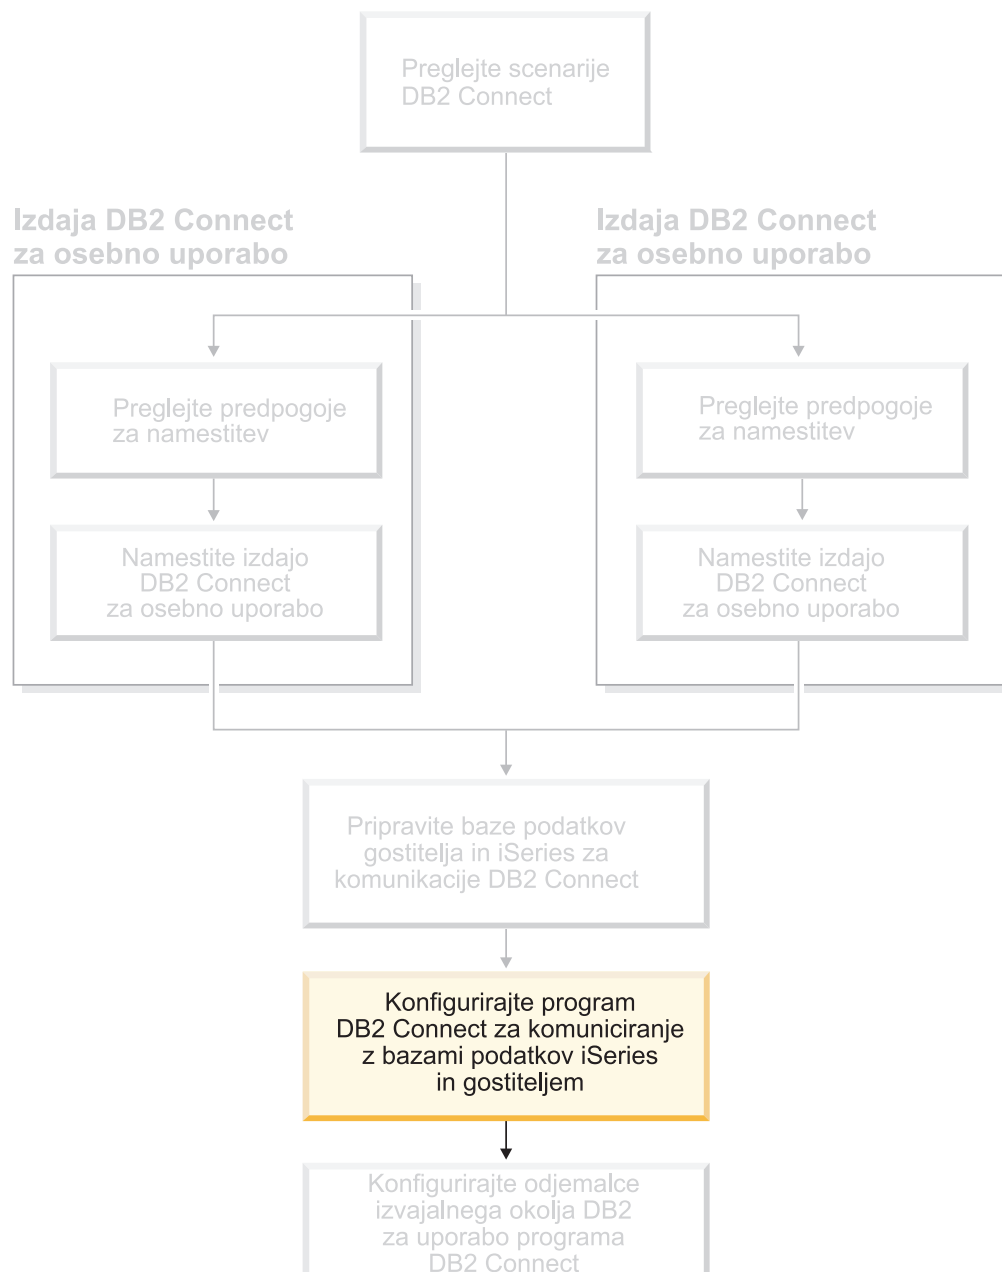 Preglejte scenarije
DB2 Connect
Izdaja DB2 Connect
za osebno uporabo
Preglejte predpogoje
za namestitev
Namestite izdajo
DB2 Connect
za osebno uporabo
Izdaja DB2 Connect
za osebno uporabo
Preglejte predpogoje
za namestitev
Namestite izdajo
DB2 Connect
za osebno uporabo
Pripravite baze podatkov
gostitelja in iSeries za
komunikacije DB2 Connect
Konfigurirajte program
DB2 Connect za komuniciranje
z bazami podatkov iSeries
in gostiteljem
Konfigurirajte odjemalce
izvajalnega okolja DB2
za uporabo programa
DB2 Connect